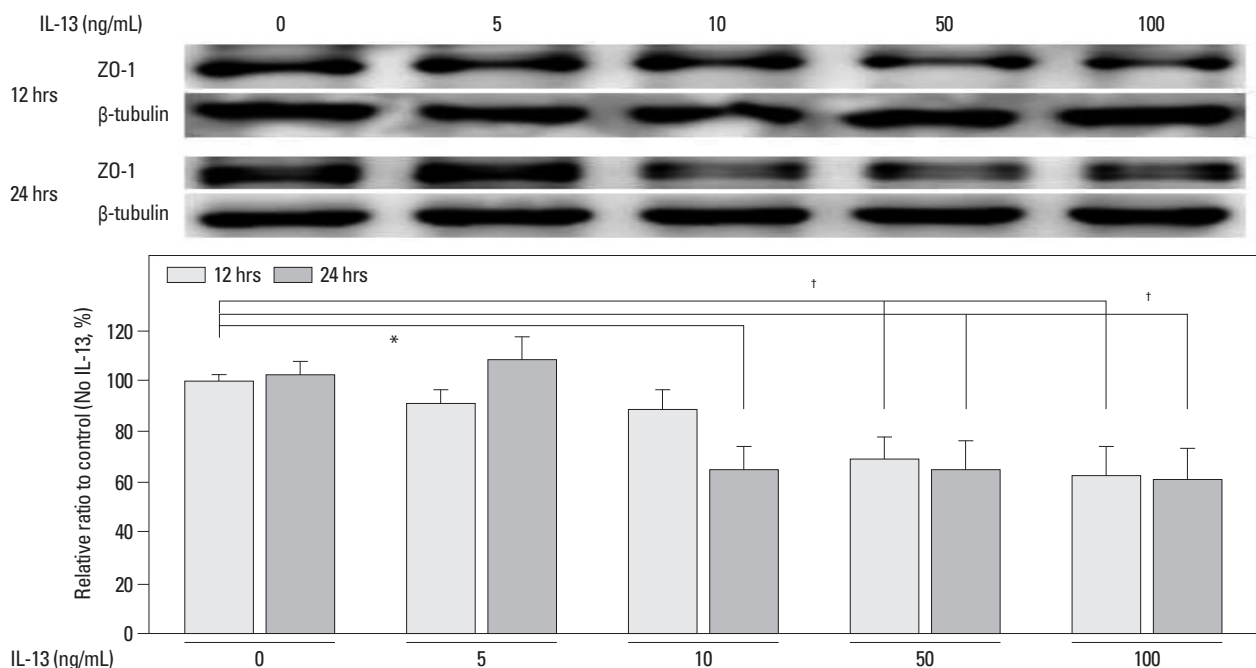 IL-13 (ng/mL) 0 5 10 50 100
ZO-1
12 hrs
β-tubulin
ZO-1
24 hrs
β-tubulin
12 hrs 24 hrs
†
†
*
Relative ratio to control (No IL-13, %)
120
100
80
60
40
20
0
0 5 10 50 100
IL-13 (ng/mL)